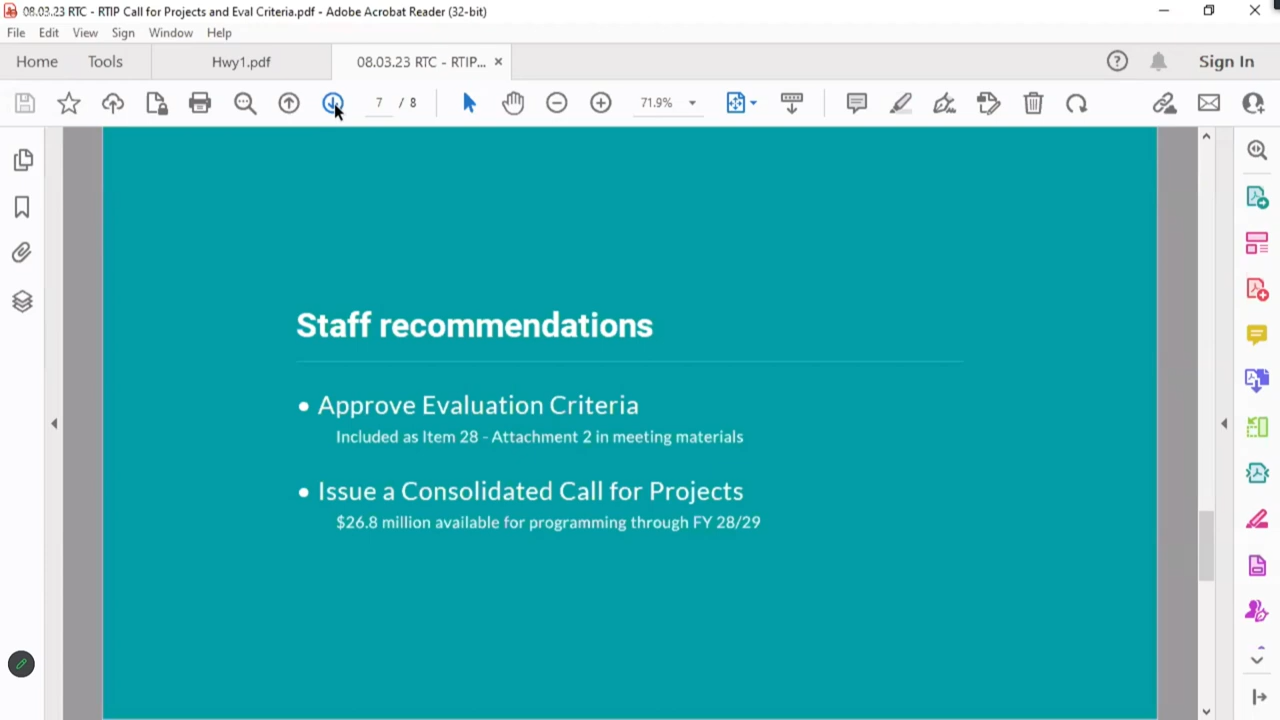 08.03.23 RTC - RTIP Call for Projects and Eval Criteria.pdf - Adobe Acrobat Reader (32-bit)
File Edit View Sign Window Help
Home Tools Hwy1.pdf 08.03.23 RTC - RTIP... × Sign In
7 / 8 71.9%
Staff recommendations
• Approve Evaluation Criteria
Included as Item 28 - Attachment 2 in meeting materials
• Issue a Consolidated Call for Projects
$26.8 million available for programming through FY 28/29